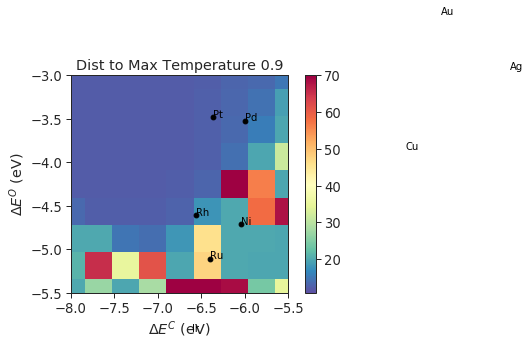 Au
Ag
Dist to Max Temperature 0.9
−3.0
−3.5
−4.0
−4.5
−5.0
−5.5
ΔE^O (eV)
Pt
Pd
Cu
Rh
Ni
Ru
−8.0 −7.5 −7.0 −6.5 −6.0 −5.5
ΔE^C (eV)
70
60
50
40
30
20